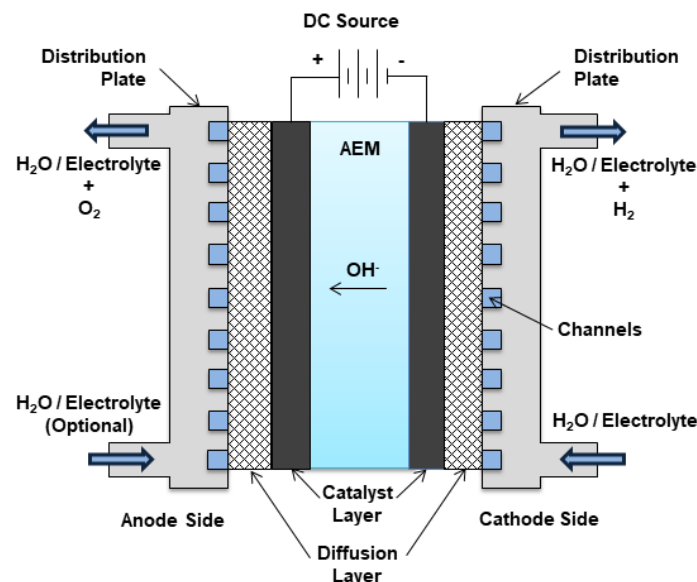 DC Source
+ -
Distribution
Plate
Distribution
Plate
H₂O / Electrolyte
+
O₂
AEM
H₂O / Electrolyte
+
H₂
OH⁻
Channels
H₂O / Electrolyte
(Optional)
H₂O / Electrolyte
Anode Side
Catalyst
Layer
Cathode Side
Diffusion
Layer